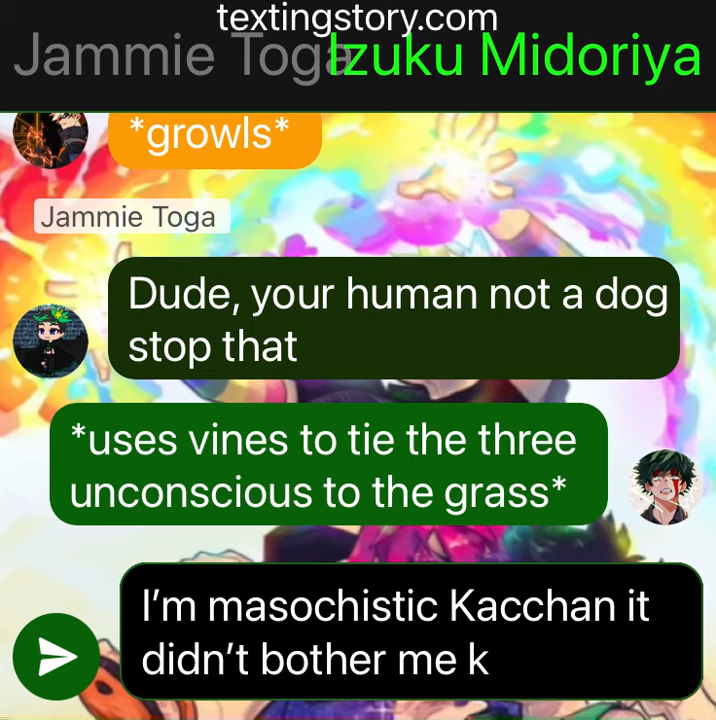 textingstory.com
Jammie Toga Izuku Midoriya
*growls*
Jammie Toga
Dude, your human not a dog
stop that
*uses vines to tie the three
unconscious to the grass*
I'm masochistic Kacchan it
didn't bother me k